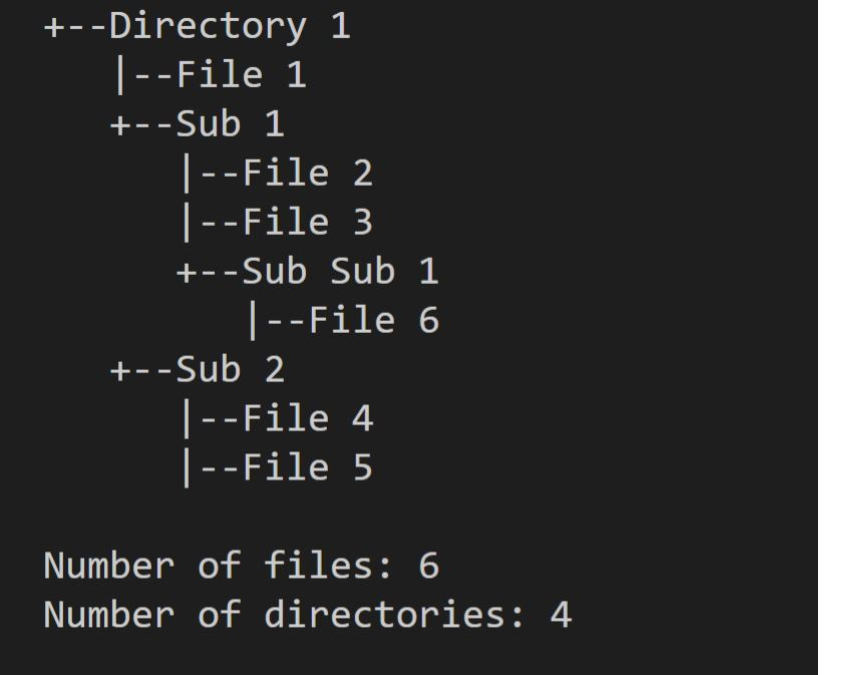 +--Directory 1
   |--File 1
   +--Sub 1
      |--File 2
      |--File 3
      +--Sub Sub 1
         |--File 6
   +--Sub 2
      |--File 4
      |--File 5

Number of files: 6
Number of directories: 4